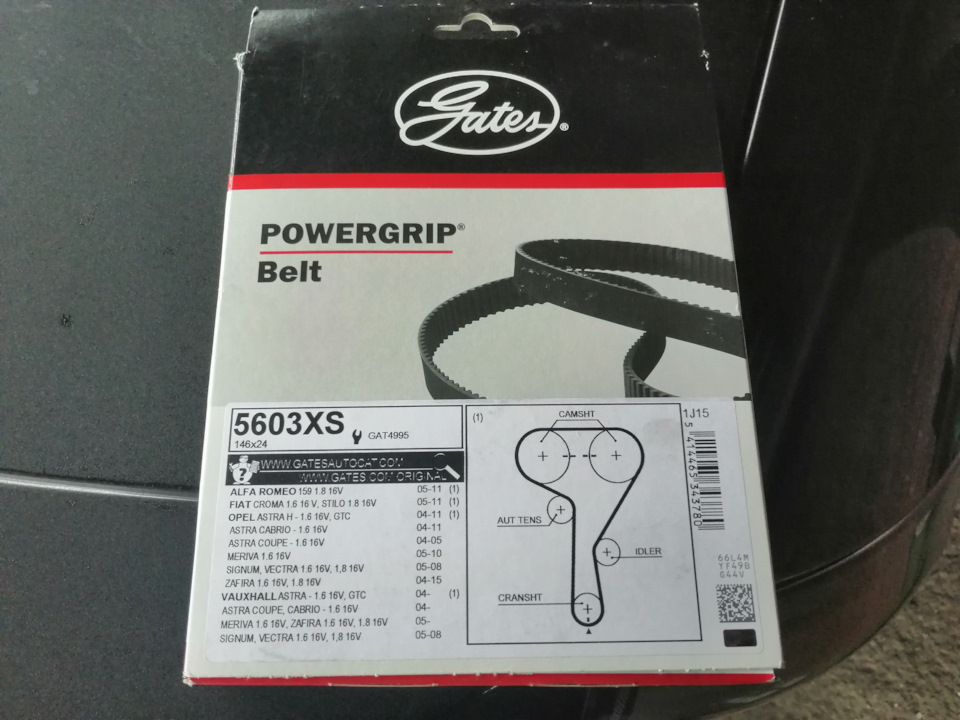 Gates®
POWERGRIP®
Belt
5603XS
146x24
GAT4995
WWW.GATESAUTOCAT.COM
WWW.GATES.COM/ORIGINAL
ALFA ROMEO 159 1.8 16V 05-11 (1)
FIAT CROMA 1.6 16 V, STILO 1.8 16V 05-11 (1)
OPEL ASTRA H - 1.6 16V, GTC 04-11 (1)
ASTRA CABRIO - 1.6 16V 04-11
ASTRA COUPE - 1.6 16V 04-05
MERIVA 1.6 16V 05-10
SIGNUM, VECTRA 1.6 16V, 1,8 16V 05-08
ZAFIRA 1.6 16V, 1.8 16V 04-15
VAUXHALL ASTRA - 1.6 16V, GTC 04- (1)
ASTRA COUPE, CABRIO - 1.6 16V 04-
MERIVA 1.6 16V, ZAFIRA 1.6 16V, 1.8 16V 05-
SIGNUM, VECTRA 1.6 16V, 1,8 16V 05-08
(1)
CAMSHT
AUT TENS
IDLER
CRANSHT
1J15
5 414465 343780
66L4M
YF49B
G44V